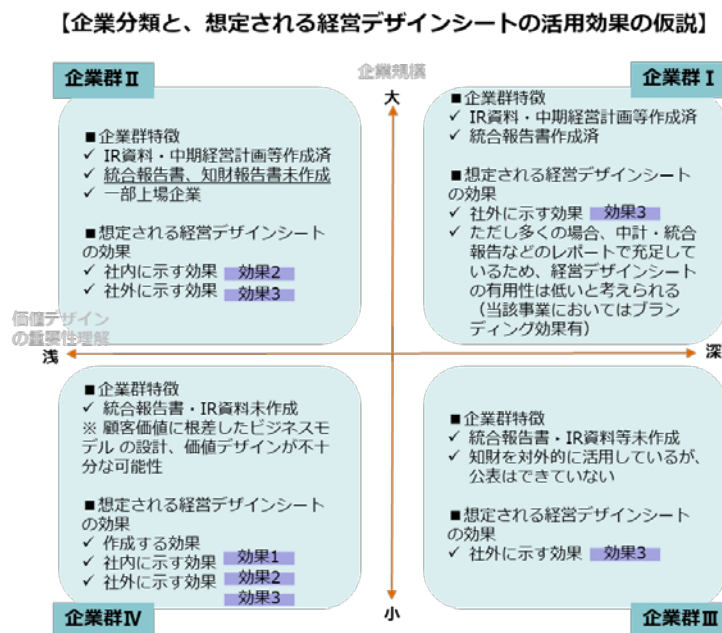 【企業分類と、想定される経営デザインシートの活用効果の仮説】
企業群Ⅱ
企業規模
大
企業群Ⅰ
■企業群特徴
✓ IR資料・中期経営計画等作成済
✓ 統合報告書、知財報告書未作成
✓ 一部上場企業
■想定される経営デザインシート
の効果
✓ 社内に示す効果 効果2
✓ 社外に示す効果 効果3
■企業群特徴
✓ IR資料・中期経営計画等作成済
✓ 統合報告書作成済
■想定される経営デザインシート
の効果
✓ 社外に示す効果 効果3
✓ ただし多くの場合、中計・統合
報告などのレポートで充足して
いるため、経営デザインシート
の有用性は低いと考えられる
（当該事業においてはブラン
ディング効果有）
価値デザイン
の重要性理解
浅
深
■企業群特徴
✓ 統合報告書・IR資料未作成
※ 顧客価値に根差したビジネスモ
デル の設計、価値デザインが不十
分な可能性
■想定される経営デザインシート
の効果
✓ 作成する効果
✓ 社内に示す効果 効果1
✓ 社外に示す効果 効果2
効果3
■企業群特徴
✓ 統合報告書・IR資料等未作成
✓ 知財を対外的に活用しているが、
公表はできていない
■想定される経営デザインシート
の効果
✓ 社外に示す効果 効果3
企業群Ⅳ
小
企業群Ⅲ